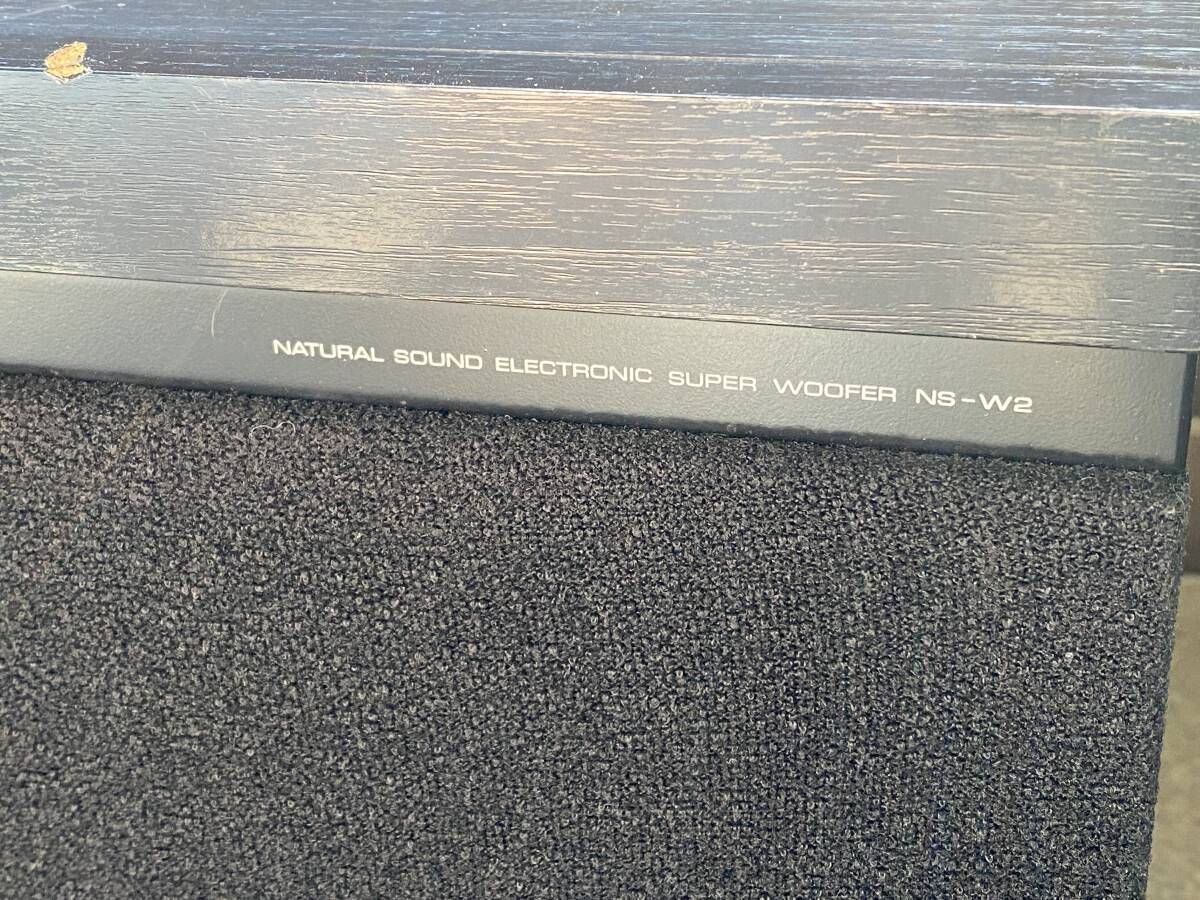 NATURAL SOUND ELECTRONIC SUPER WOOFER NS-W2